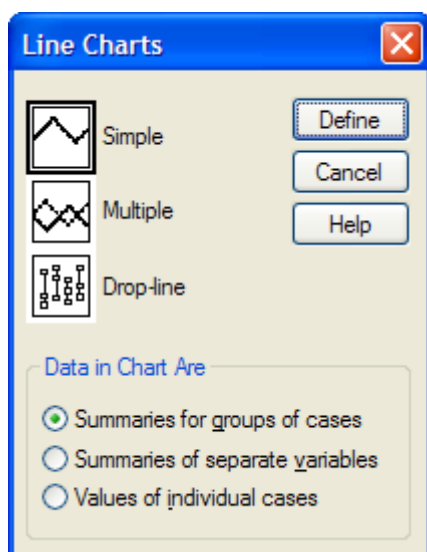 Line Charts
Simple
Define
Cancel
Multiple
Help
Drop-line
Data in Chart Are
Summaries for groups of cases
Summaries of separate variables
Values of individual cases